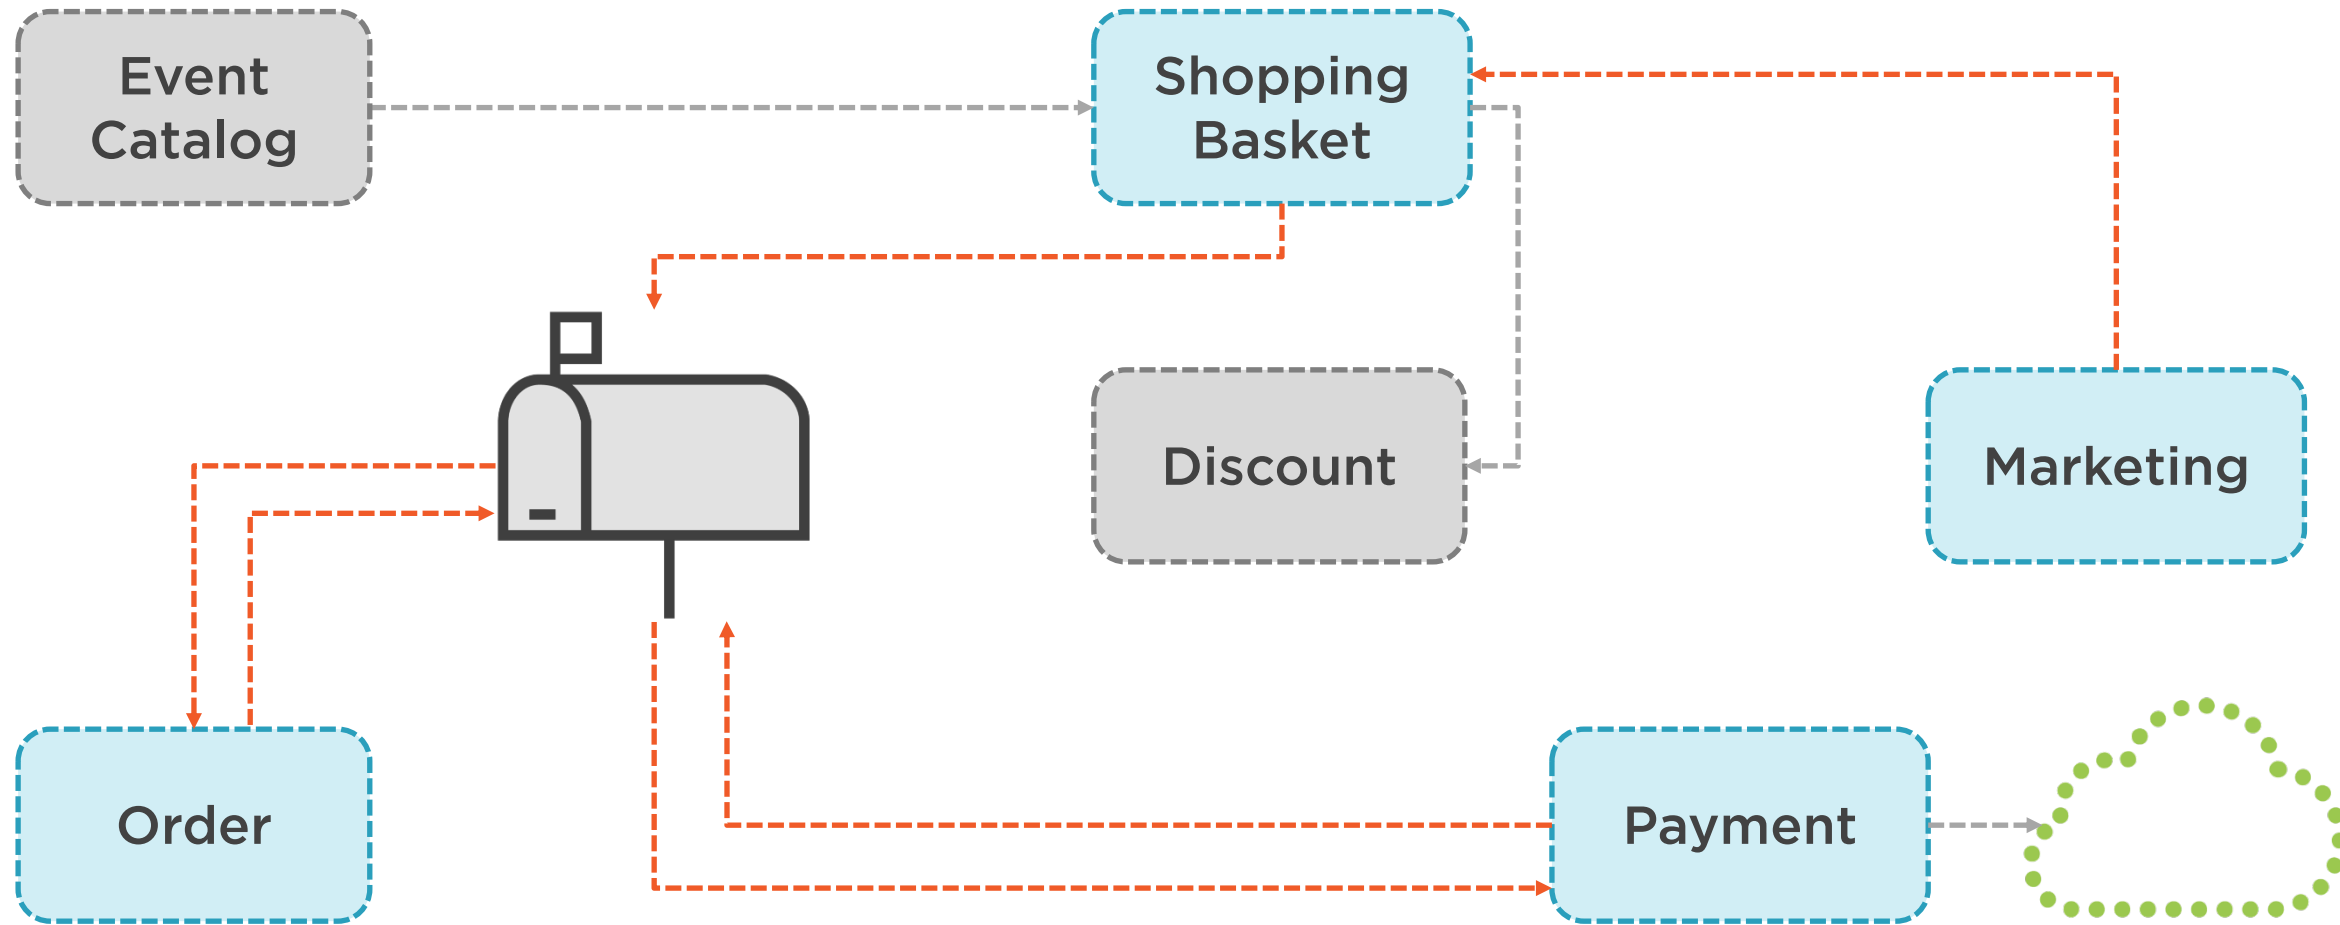 Event
Catalog
Shopping
Basket
Discount
Marketing
Order
Payment